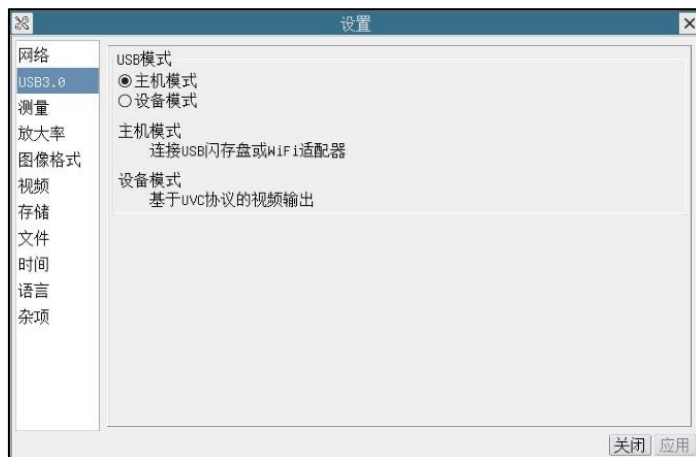 设置
网络
USB3.0
测量
放大率
图像格式
视频
存储
文件
时间
语言
杂项
USB模式
主机模式
设备模式
主机模式
连接USB闪存盘或WiFi适配器
设备模式
基于UVC协议的视频输出
关闭 应用